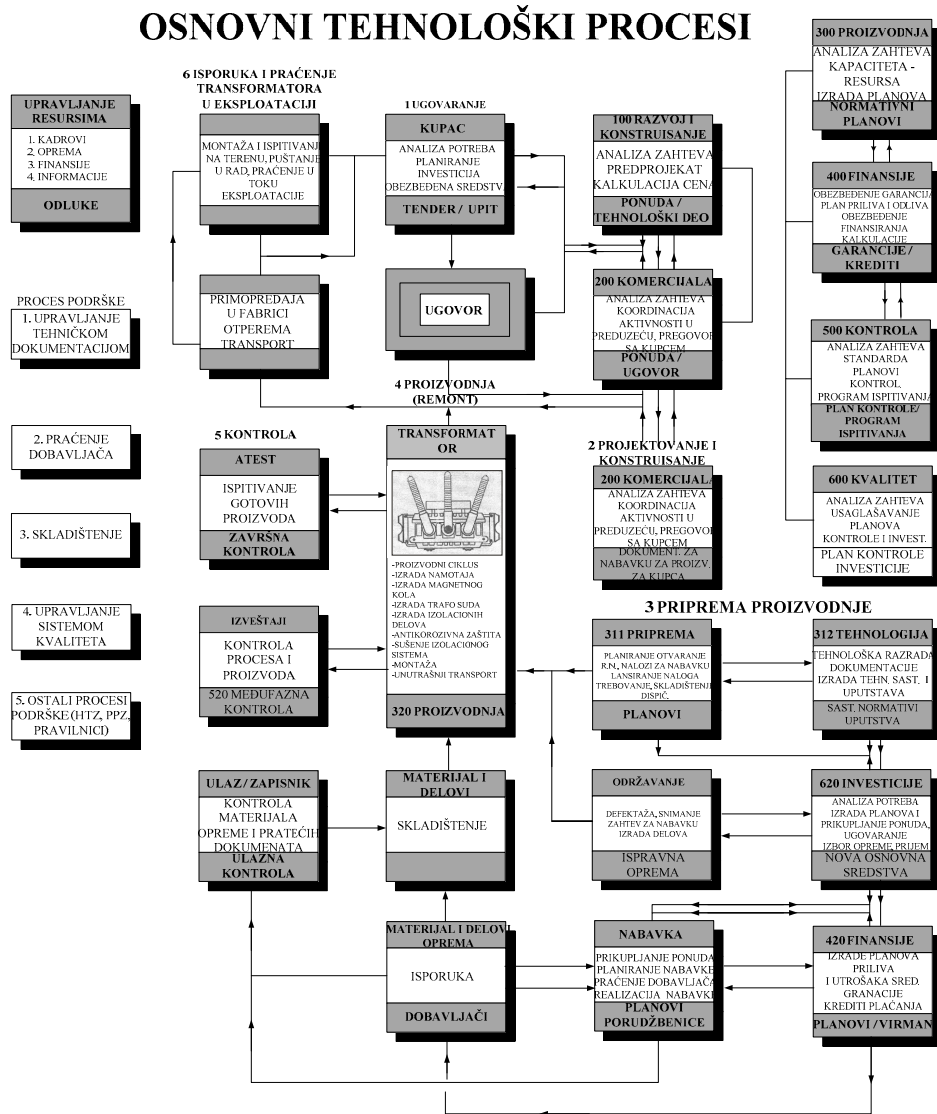 OSNOVNI TEHNOLOŠKI PROCESI
UPRAVLJANJE
RESURSIMA
1. KADROVI
2, OPREMA
3. FINANSIJE
4, INFORMACIJE
ODLUKE
PROCES PODRŠKE
1. UPRAVLJANJE
TEHNIČKOM
DOKUMENTACIJOM
2. PRAĆENJE
DOBAVLJAČA
3. SKLADIŠTENJE
4. UPRAVLJANJE
SISTEMOM
KVALITETA
5. OSTALI PROCESI
PODRŠKE (HTZ, PPZ,
PRAVILNICI)
6 ISPORUKA I PRAĆENJE
TRANSFORMATORA
U EKSPLOATACIJI
MONTAŽA I ISPITIVANJ
NA TERENU, PUŠTANJE
U RAD, PRAĆENJE U
TOKU
EKSPLOATACIJE
PRIMOPREDAJA
U FABRICI
OTPEREMA
TRANSPORT
1 UGOVARANJE
KUPAC
ANALIZA POTREBA
PLANIRANJE
INVESTICIJA
OBEZBEĐENA SREDSTV.
TENDER / UPIT
UGOVOR
100 RAZVOJ I
KONSTRUISANJE
ANALIZA ZAHTEVA
PREDPROJEKAT
KALKULACIJA CENA
PONUDA /
TEHNOLOŠKI DEO
200 KOMERCIJALA
ANALIZA ZAHTEVA
KOORDINACIJA
AKTIVNOSTI U
PREDUZEĆU, PREGOVOR
SA KUPCEM
PONUDA /
UGOVOR
300 PROIZVODNJA
ANALIZA ZAHTEVA
KAPACITETA -
RESURSA
IZRADA PLANOVA
NORMATIVNI
PLANOVI
400 FINANSIJE
OBEZBEĐENJE GARANCIJA
PLAN PRILIVA I ODLIVA
OBEZBEĐENJE
FINANSIRANJA
KALKULACIJE
GARANCIJE /
KREDITI
500 KONTROLA
ANALIZA ZAHTEVA
STANDARDA
PLANOVI
KONTROL,
PROGRAM ISPITIVANJA
PLAN KONTROLE/
PROGRAM
ISPITIVANJA
600 KVALITET
ANALIZA ZAHTEVA
USAGLAŠAVANJE
PLANOVA
KONTROLE I INVEST.
PLAN KONTROLE
INVESTICIJE
4 PROIZVODNJA
(REMONT)
TRANSFORMAT
OR
-PROIZVODNI CIKLUS
-IZRADA NAMOTAJA
-IZRADA MAGNETNOG
KOLA
-IZRADA TRAFO SUDA
-IZRADA IZOLACIONIH
DELOVA
-ANTIKOROZIVNA ZAŠTITA
-SUŠENJE IZOLACIONOG
SISTEMA
-MONTAŽA
-UNUTRAŠNJI TRANSPORT
320 PROIZVODNJA
5 KONTROLA
ATEST
ISPITIVANJE
GOTOVIH
PROIZVODA
ZAVRŠNA
KONTROLA
IZVEŠTAJI
KONTROLA
PROCESA I
PROIZVODA
520 MEĐUFAZNA
KONTROLA
ULAZ / ZAPISNIK
KONTROLA
MATERIJALA
OPREME I PRATEĆIH
DOKUMENATA
ULAZNA
KONTROLA
MATERIJAL I
DELOVI
SKLADIŠTENJE
MATERIJAL I DELOVI
OPREMA
ISPORUKA
DOBAVLJAČI
2 PROJEKTOVANJE I
KONSTRUISANJE
200 KOMERCIJALA
ANALIZA ZAHTEVA
KOORDINACIJA
AKTIVNOSTI U
PREDUZEĆU, PREGOVOR
SA KUPCEM
DOKUMENT. ZA
NABAVKU ZA PROIZV.
ZA KUPCA
3 PRIPREMA PROIZVODNJE
311 PRIPREMA
PLANIRANJE OTVARANJE
R.N., NALOZI ZA NABAVKU
LANSIRANJE NALOGA
TREBOVANJE, SKLADIŠTENJE
DISPIČ.
PLANOVI
312 TEHNOLOGIJA
TEHNOLOŠKA RAZRADA
DOKUMENTACIJE
IZRADA TEHN, SAST. I
UPUTSTAVA
SAST. NORMATIVI
UPUTSTVA
ODRŽAVANJE
DEFEKTAŽA, SNIMANJE
ZAHTEV ZA NABAVKU
IZRADA DELOVA
ISPRAVNA
OPREMA
620 INVESTICIJE
ANALIZA POTREBA
IZRADA PLANOVA I
PRIKUPLJANJE PONUDA,
UGOVARANJE
IZBOR OPREME, PRIJEM
NOVA OSNOVNA
SREDSTVA
NABAVKA
PRIKUPLJANJE PONUDA
PLANIRANJE NABAVKE
PRAĆENJE DOBAVLJAČA
REALIZACIJA NABAVKE
PLANOVI
PORUDŽBENICE
420 FINANSIJE
IZRADE PLANOVA
PRILIVA
I UTROŠAKA SRED.
GRANACIJE
KREDITI PLAĆANJA
PLANOVI / VIRMAN